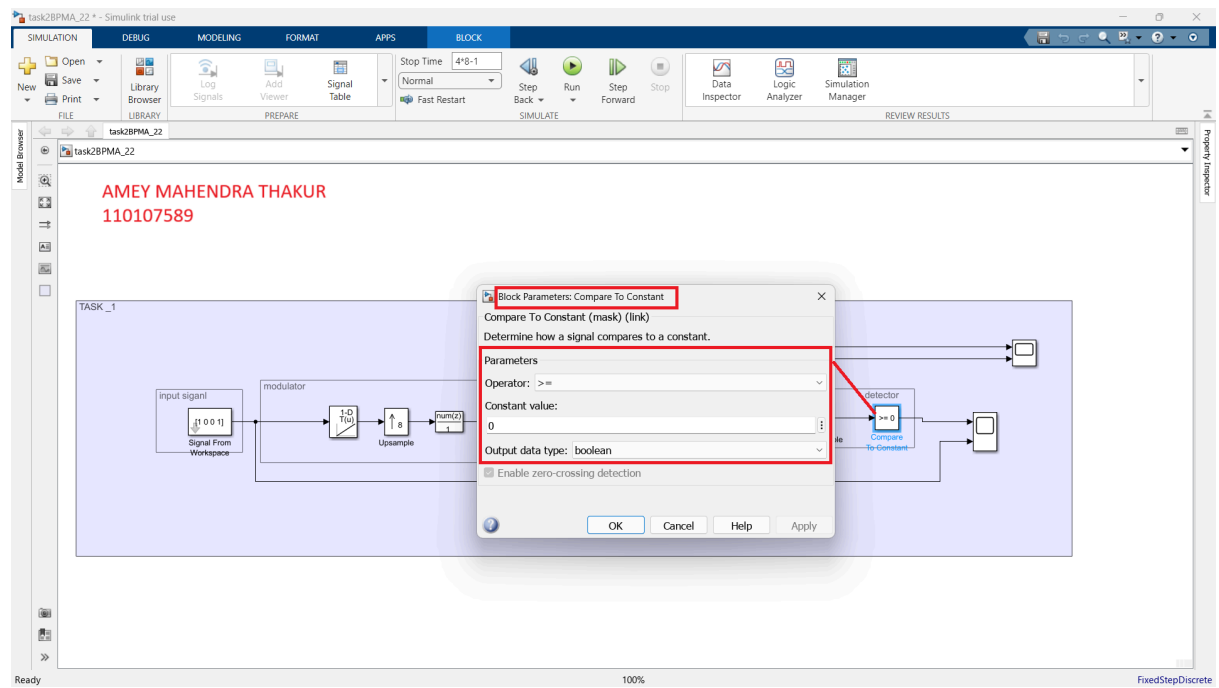 task2BPMA_22 * - Simulink trial use
SIMULATION DEBUG MODELING FORMAT APPS BLOCK
New
Open
Save
Print
FILE
Library Browser
LIBRARY
Log Signals
Add Viewer
Signal Table
PREPARE
Stop Time 4*8-1
Normal
Fast Restart
Step Back
Run
Step Forward
Stop
SIMULATE
Data Inspector
Logic Analyzer
Simulation Manager
REVIEW RESULTS
Model Browser
Property Inspector
task2BPMA_22
task2BPMA_22
AMEY MAHENDRA THAKUR
110107589
TASK _1
input siganl
[1 0 0 1]
Signal From
Workspace
modulator
1-D
T(u)
8
Upsample
num(z)
1
Block Parameters: Compare To Constant
Compare To Constant (mask) (link)
Determine how a signal compares to a constant.
Parameters
Operator: >=
Constant value:
0
Output data type: boolean
Enable zero-crossing detection
OK Cancel Help Apply
detector
>= 0
Compare
To Constant
Ready
100%
FixedStepDiscrete